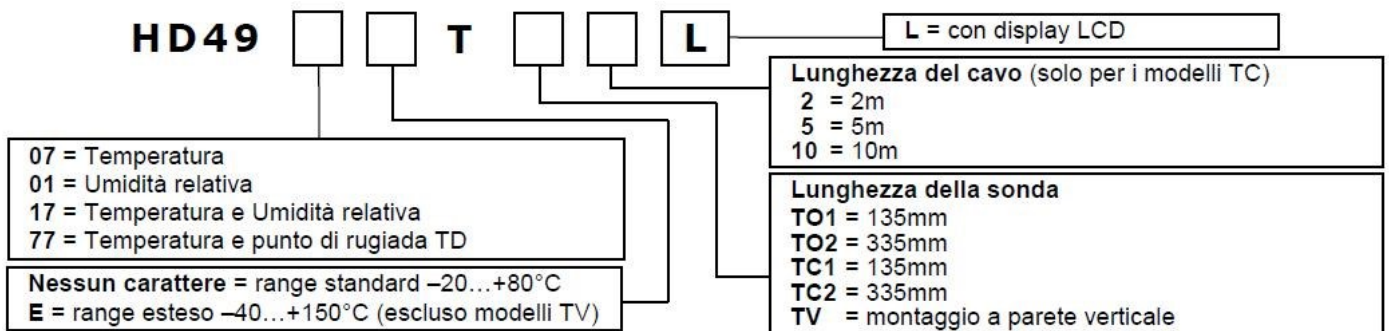 HD49 T L
L = con display LCD
Lunghezza del cavo (solo per i modelli TC)
2 = 2m
5 = 5m
10 = 10m
07 = Temperatura
01 = Umidità relativa
17 = Temperatura e Umidità relativa
77 = Temperatura e punto di rugiada TD
Nessun carattere = range standard –20…+80°C
E = range esteso –40…+150°C (escluso modelli TV)
Lunghezza della sonda
TO1 = 135mm
TO2 = 335mm
TC1 = 135mm
TC2 = 335mm
TV = montaggio a parete verticale